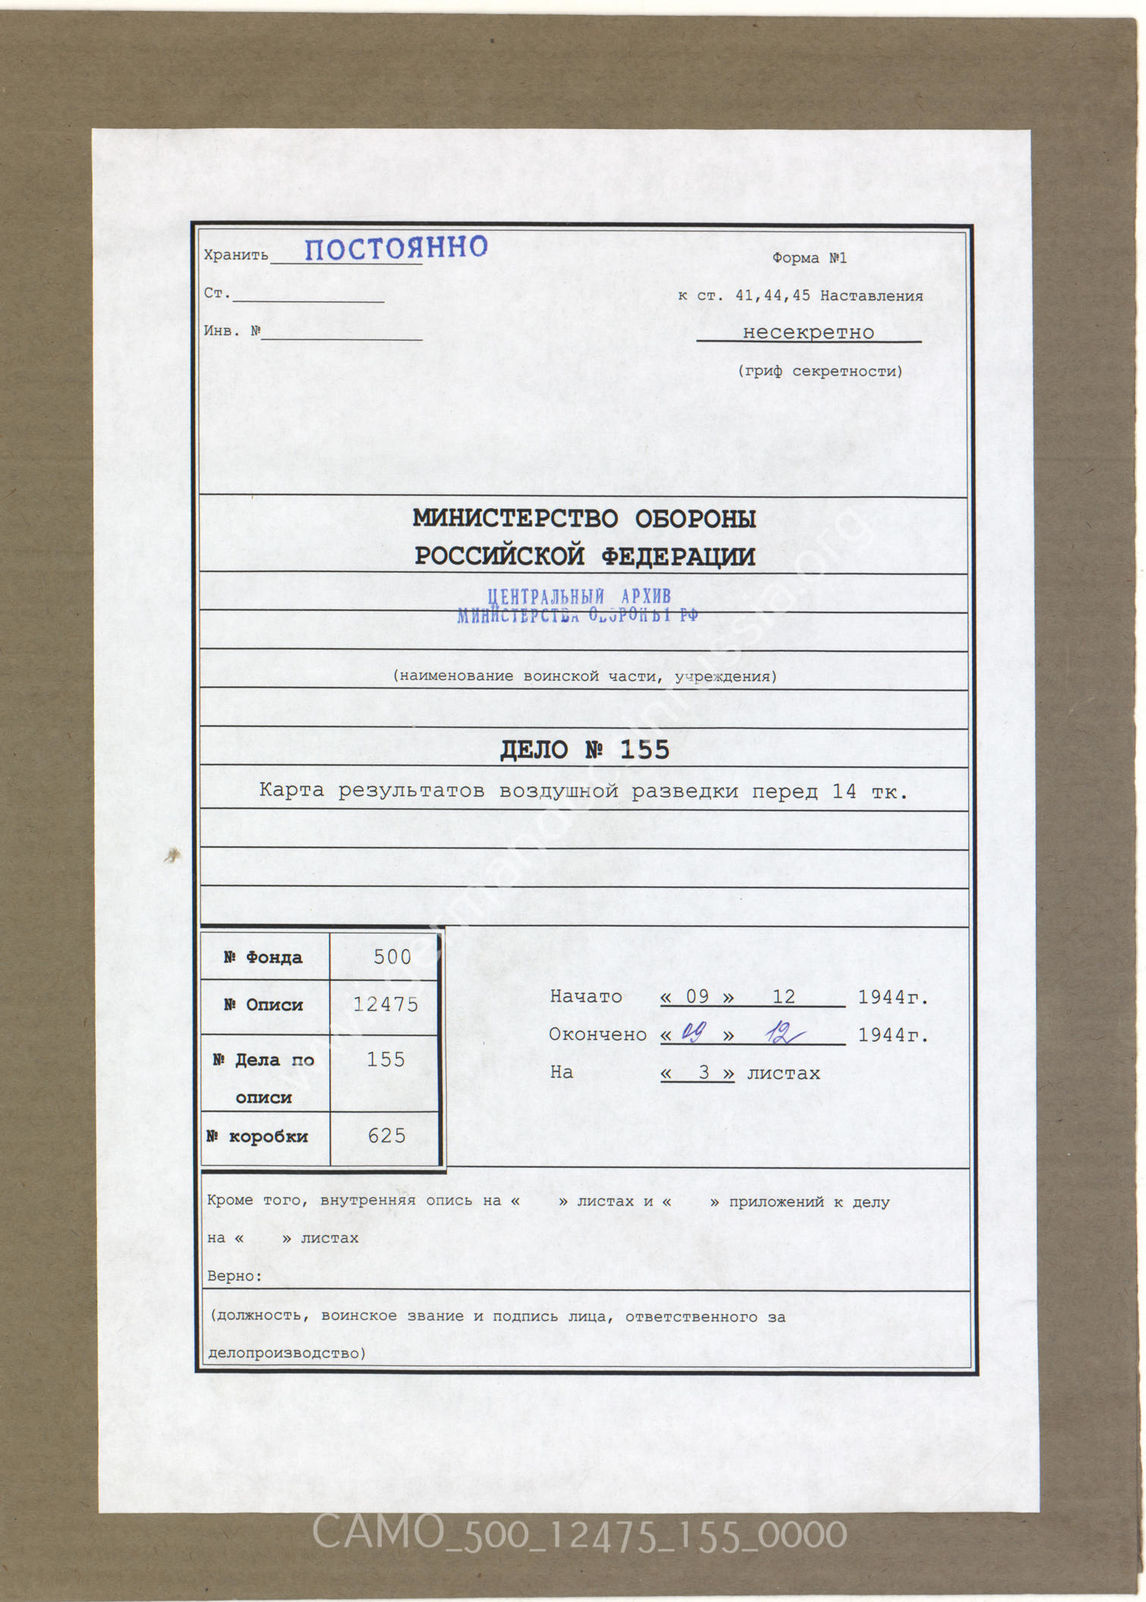 Хранить ПОСТОЯННО
Ст.
Инв. №
Форма №1
к ст. 41,44,45 Наставления
несекретно
(гриф секретности)
МИНИСТЕРСТВО ОБОРОНЫ
РОССИЙСКОЙ ФЕДЕРАЦИИ
ЦЕНТРАЛЬНЫЙ АРХИВ
МИНИСТЕРСТВА ОБОРОНЫ РФ
(наименование воинской части, учреждения)
ДЕЛО № 155
Карта результатов воздушной разведки перед 14 тк.
№ Фонда 500
№ Описи 12475
№ Дела по 155
описи
№ коробки 625
Начато « 09 » 12 1944г.
Окончено « 09 » 12 1944г.
На « 3 » листах
Кроме того, внутренняя опись на « » листах и « » приложений к делу
на « » листах
Верно:
(должность, воинское звание и подпись лица, ответственного за
делопроизводство)
CAMO_500_12475_155_0000